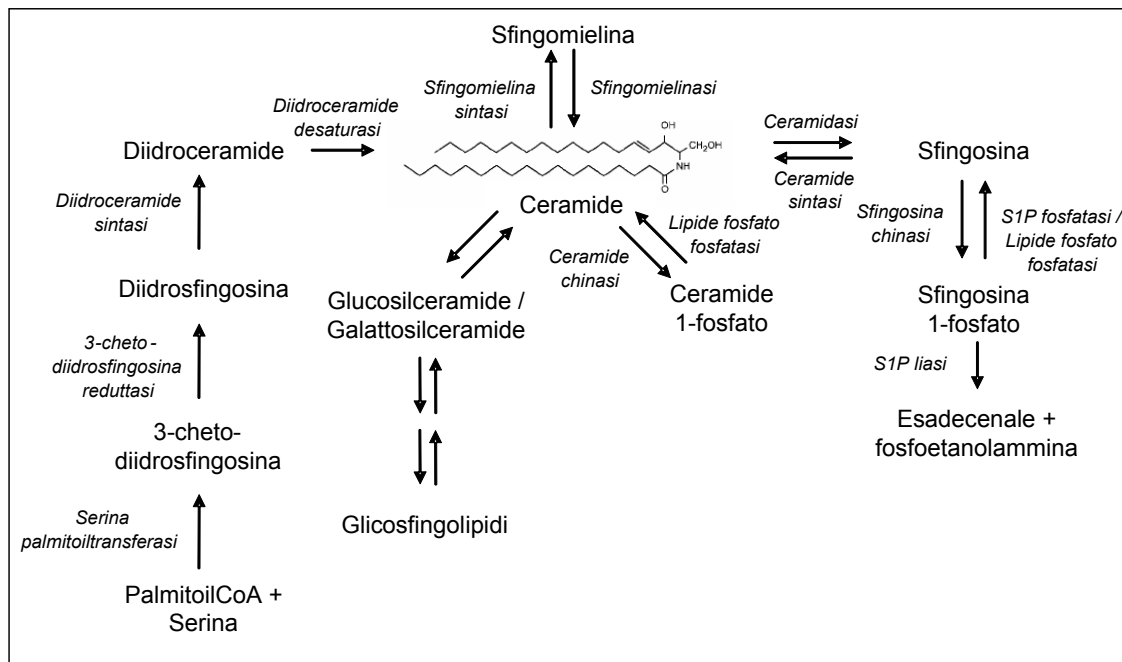 Sfingomielina
Sfingomielina
sintasi
Sfingomielinasi
Diidroceramide
desaturasi
Diidroceramide
OH
CH2OH
NH
O
Ceramide
Ceramidasi
Ceramide
sintasi
Sfingosina
Diidroceramide
sintasi
Diidrosfingosina
3-cheto -
diidrosfingosina
reduttasi
3-cheto-
diidrosfingosina
Serina
palmitoiltransferasi
PalmitoilCoA +
Serina
Glucosilceramide /
Galattosilceramide
Glicosfingolipidi
Ceramide
chinasi
Lipide fosfato
fosfatasi
Ceramide
1-fosfato
Sfingosina
chinasi
S1P fosfatasi /
Lipide fosfato
fosfatasi
Sfingosina
1-fosfato
S1P liasi
Esadecenale +
fosfoetanolammina